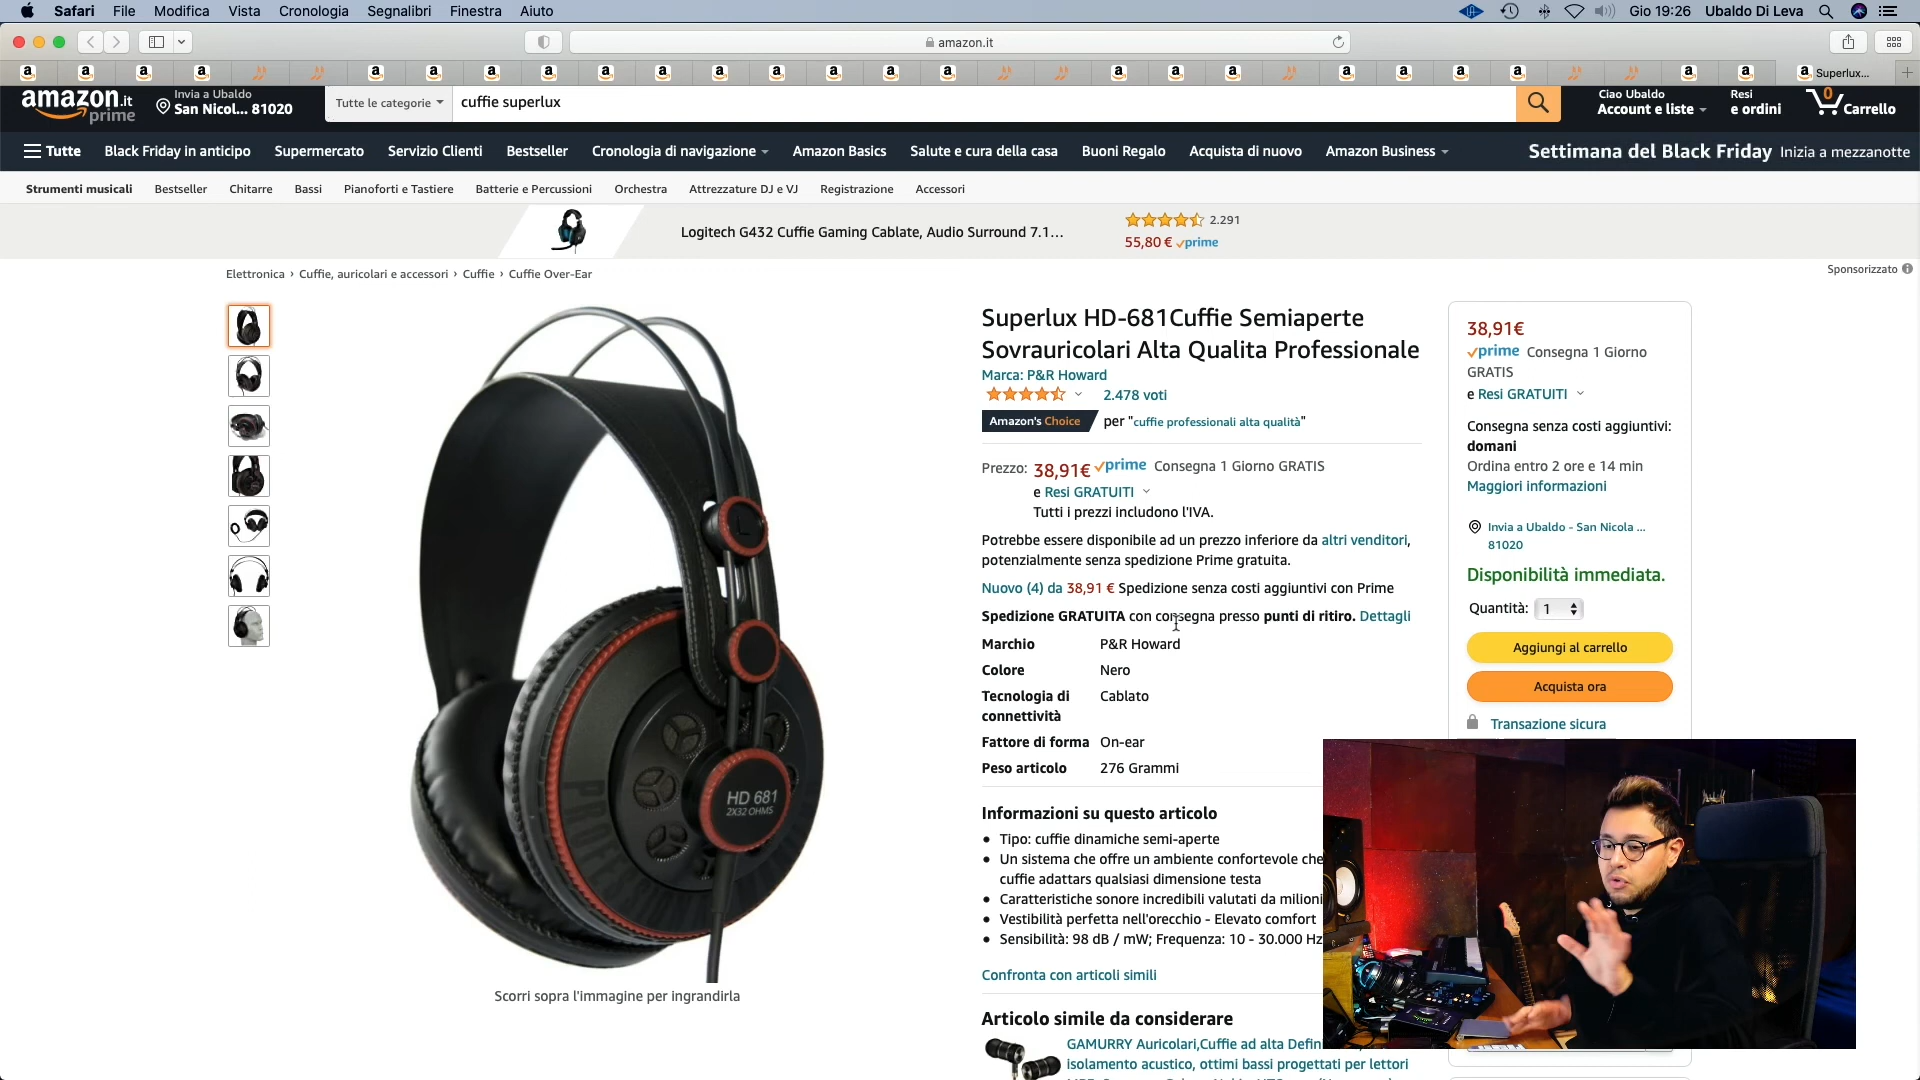 Safari File Modifica Vista Cronologia Segnalibri Finestra Aiuto
Gio 19:26 Ubaldo Di Leva
amazon.it
Superlux...
amazon.it
prime
Invia a Ubaldo
San Nicol... 81020
Tutte le categorie
cuffie superlux
Ciao Ubaldo
Account e liste
Resi
e ordini
0
Carrello
Tutte
Black Friday in anticipo
Supermercato
Servizio Clienti
Bestseller
Cronologia di navigazione
Amazon Basics
Salute e cura della casa
Buoni Regalo
Acquista di nuovo
Amazon Business
Settimana del Black Friday Inizia a mezzanotte
Strumenti musicali
Bestseller
Chitarre
Bassi
Pianoforti e Tastiere
Batterie e Percussioni
Orchestra
Attrezzature DJ e VJ
Registrazione
Accessori
Logitech G432 Cuffie Gaming Cablate, Audio Surround 7.1...
2.291
55,80 € prime
Elettronica › Cuffie, auricolari e accessori › Cuffie › Cuffie Over-Ear
Sponsorizzato
L
HD 681
2X32 OHMS
Scorri sopra l'immagine per ingrandirla
Superlux HD-681Cuffie Semiaperte
Sovrauricolari Alta Qualita Professionale
Marca: P&R Howard
2.478 voti
Amazon's Choice per "cuffie professionali alta qualità"
Prezzo: 38,91€ prime Consegna 1 Giorno GRATIS
e Resi GRATUITI
Tutti i prezzi includono l'IVA.
Potrebbe essere disponibile ad un prezzo inferiore da altri venditori,
potenzialmente senza spedizione Prime gratuita.
Nuovo (4) da 38,91 € Spedizione senza costi aggiuntivi con Prime
Spedizione GRATUITA con consegna presso punti di ritiro. Dettagli
Marchio P&R Howard
Colore Nero
Tecnologia di Cablato
connettività
Fattore di forma On-ear
Peso articolo 276 Grammi
Informazioni su questo articolo
Tipo: cuffie dinamiche semi-aperte
Un sistema che offre un ambiente confortevole che
cuffie adattars qualsiasi dimensione testa
Caratteristiche sonore incredibili valutati da milioni
Vestibilità perfetta nell'orecchio - Elevato comfort
Sensibilità: 98 dB / mW; Frequenza: 10 - 30.000 Hz
Confronta con articoli simili
Articolo simile da considerare
GAMURRY Auricolari,Cuffie ad alta Defin
isolamento acustico, ottimi bassi progettati per lettori
38,91€
prime Consegna 1 Giorno
GRATIS
e Resi GRATUITI
Consegna senza costi aggiuntivi:
domani
Ordina entro 2 ore e 14 min
Maggiori informazioni
Invia a Ubaldo - San Nicola ...
81020
Disponibilità immediata.
Quantità: 1
Aggiungi al carrello
Acquista ora
Transazione sicura